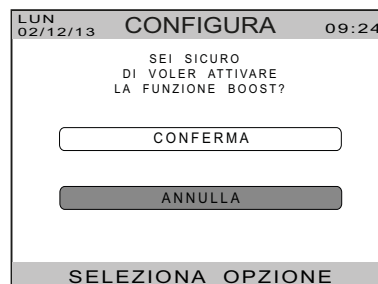 LUN
02/12/13 CONFIGURA 09:24
SEI SICURO
DI VOLER ATTIVARE
LA FUNZIONE BOOST?
CONFERMA
ANNULLA
SELEZIONA OPZIONE